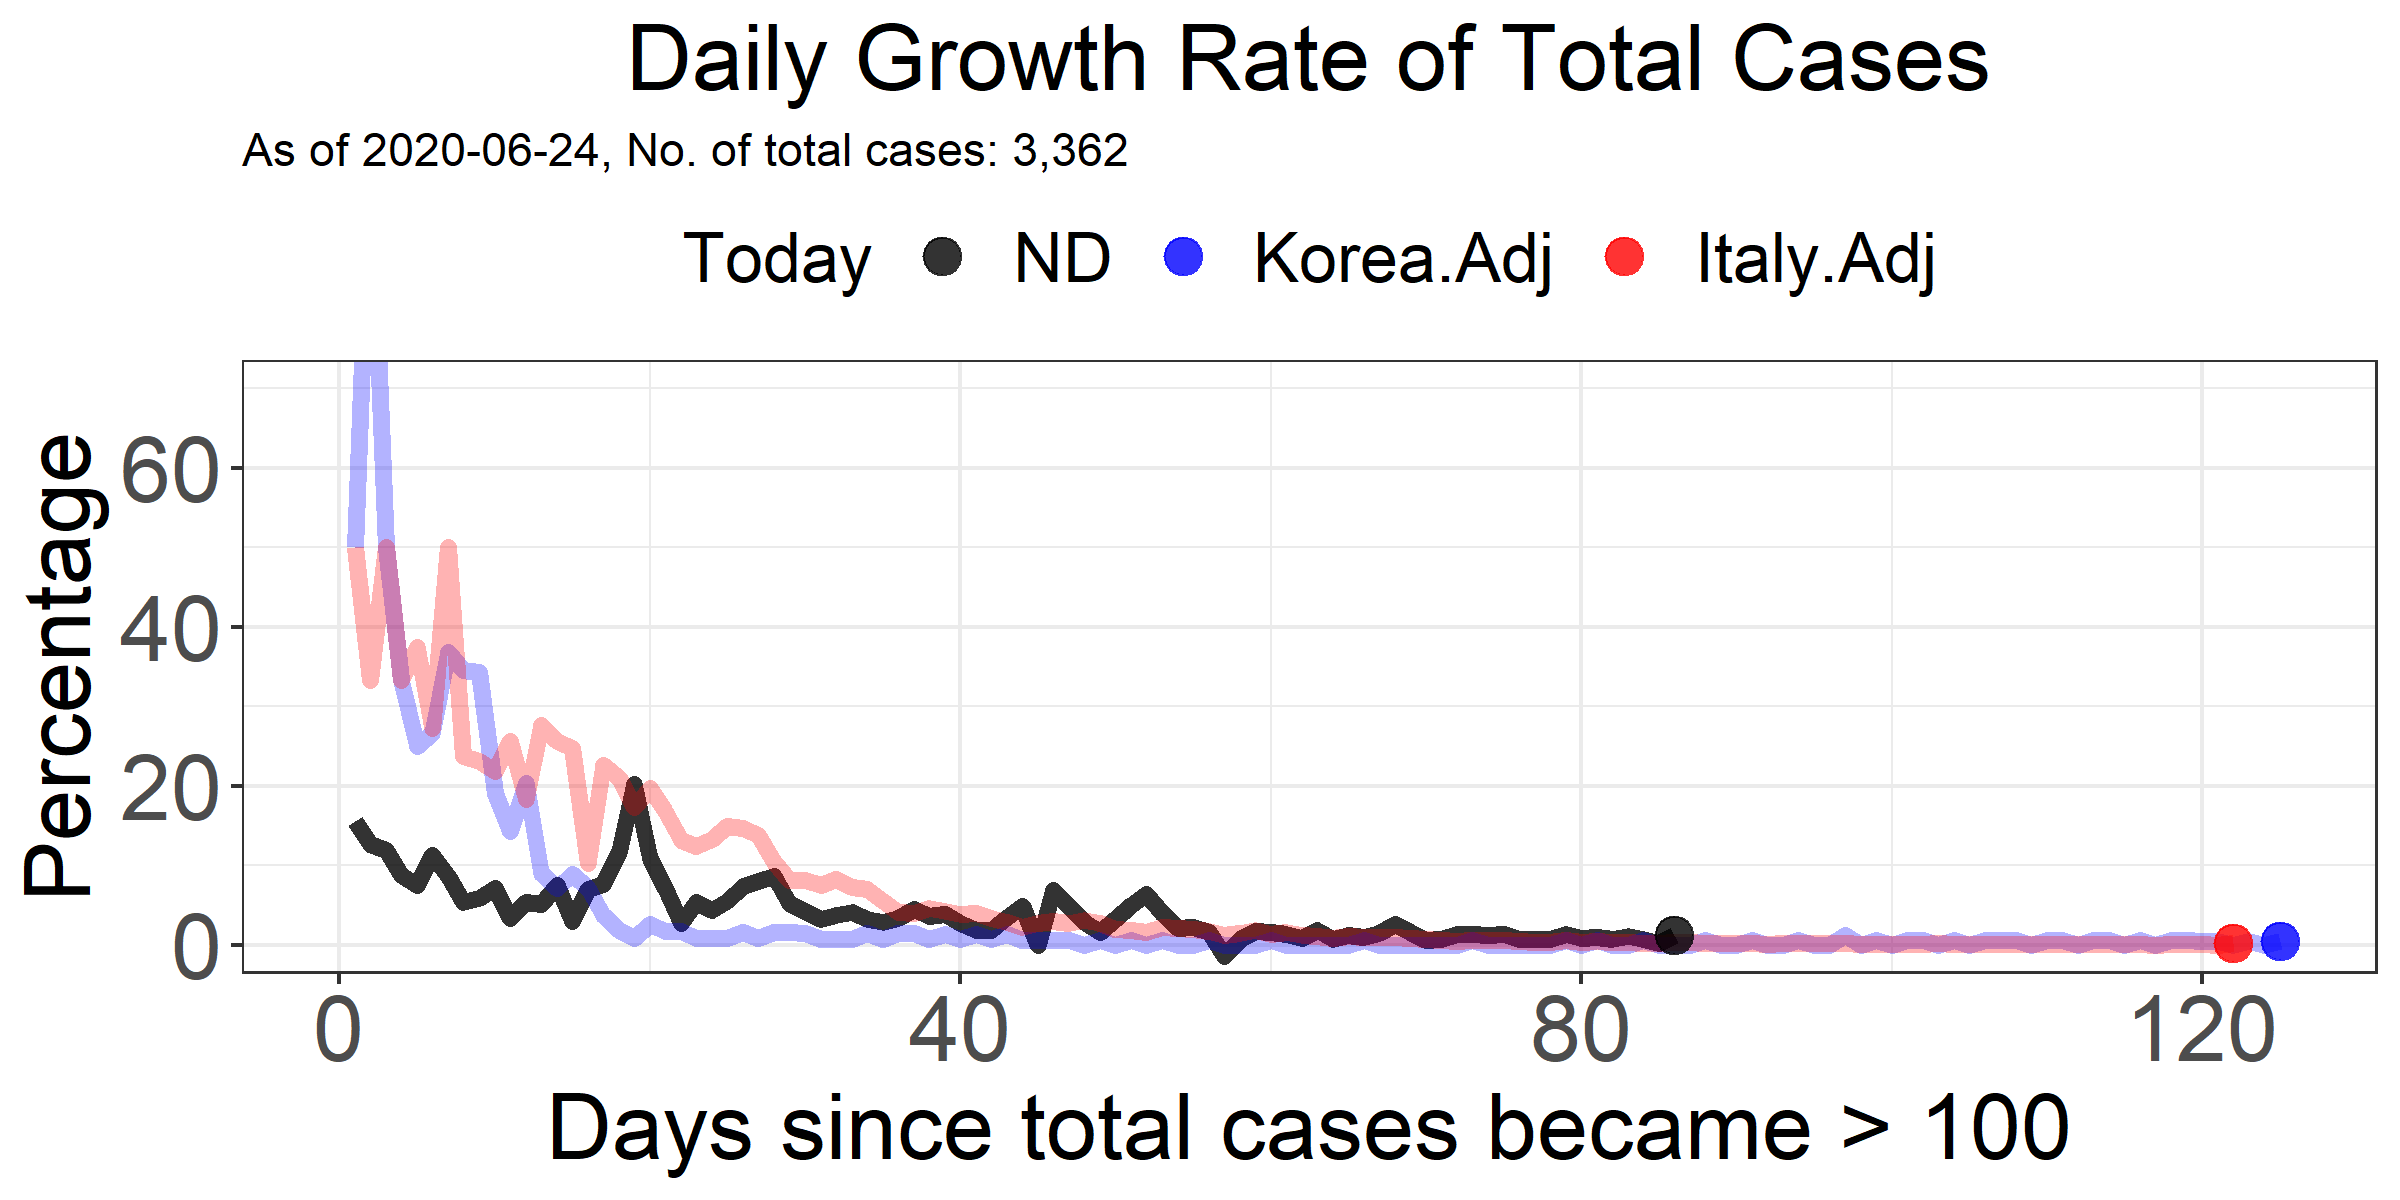 Daily Growth Rate of Total Cases
As of 2020-06-24, No. of total cases: 3,362
Today ND Korea.Adj Italy.Adj
Percentage
60
40
20
0
0 40 80 120
Days since total cases became > 100